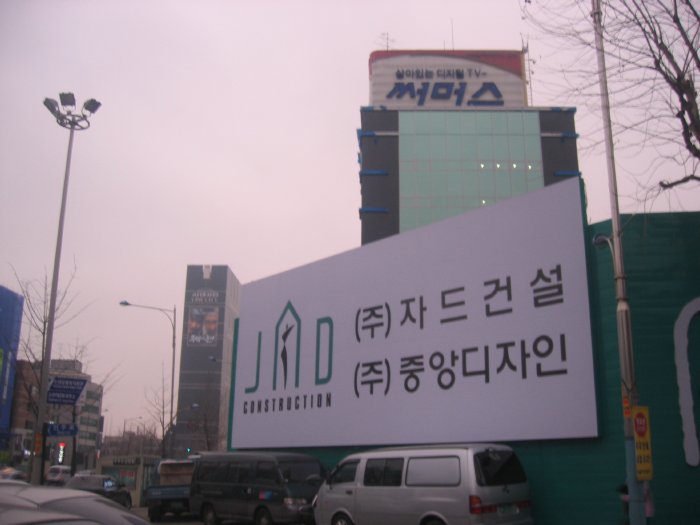 살아있는 디지털 TV~
써머스
JAD
CONSTRUCTION
(주) 자드건설
(주) 중앙디자인